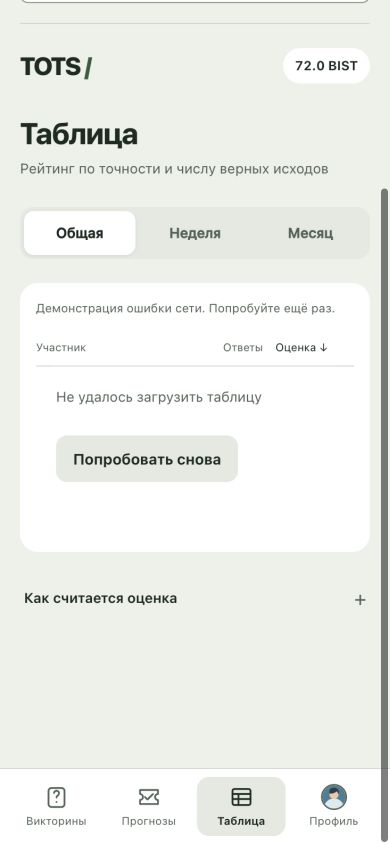 TOTS/
72.0 BIST
Таблица
Рейтинг по точности и числу верных исходов
Общая
Неделя
Месяц
Демонстрация ошибки сети. Попробуйте ещё раз.
Участник
Ответы
Оценка ↓
Не удалось загрузить таблицу
Попробовать снова
Как считается оценка
+
Викторины
Прогнозы
Таблица
Профиль